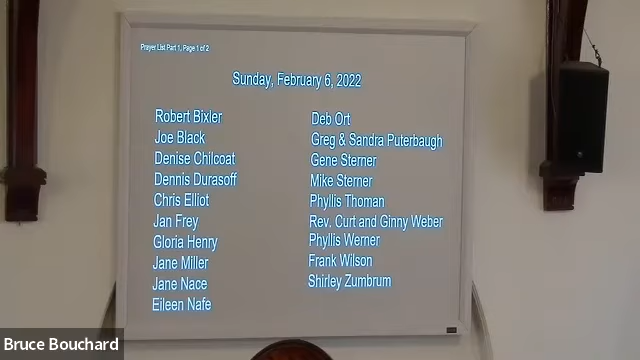 Prayer List Part 1, Page 1 of 2
Sunday, February 6, 2022
Robert Bixler
Joe Black
Denise Chilcoat
Dennis Durasoff
Chris Elliot
Jan Frey
Gloria Henry
Jane Miller
Jane Nace
Eileen Nafe
Deb Ort
Greg & Sandra Puterbaugh
Gene Sterner
Mike Sterner
Phyllis Thoman
Rev. Curt and Ginny Weber
Phyllis Werner
Frank Wilson
Shirley Zumbrum
Bruce Bouchard